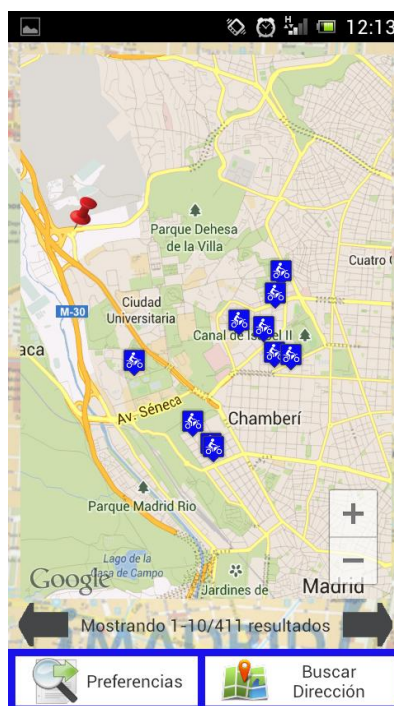 12:13
Parque Dehesa
de la Villa
Cuatro C
Ciudad
Universitaria
M-30
Canal de Isabel II
aca
Av. Séneca
Chamberí
Parque Madrid Rio
Lago de la
Casa de Campo
Google
Jardines de
Madrid
+
−
Mostrando 1-10/411 resultados
MADRID
Preferencias
Buscar
Dirección